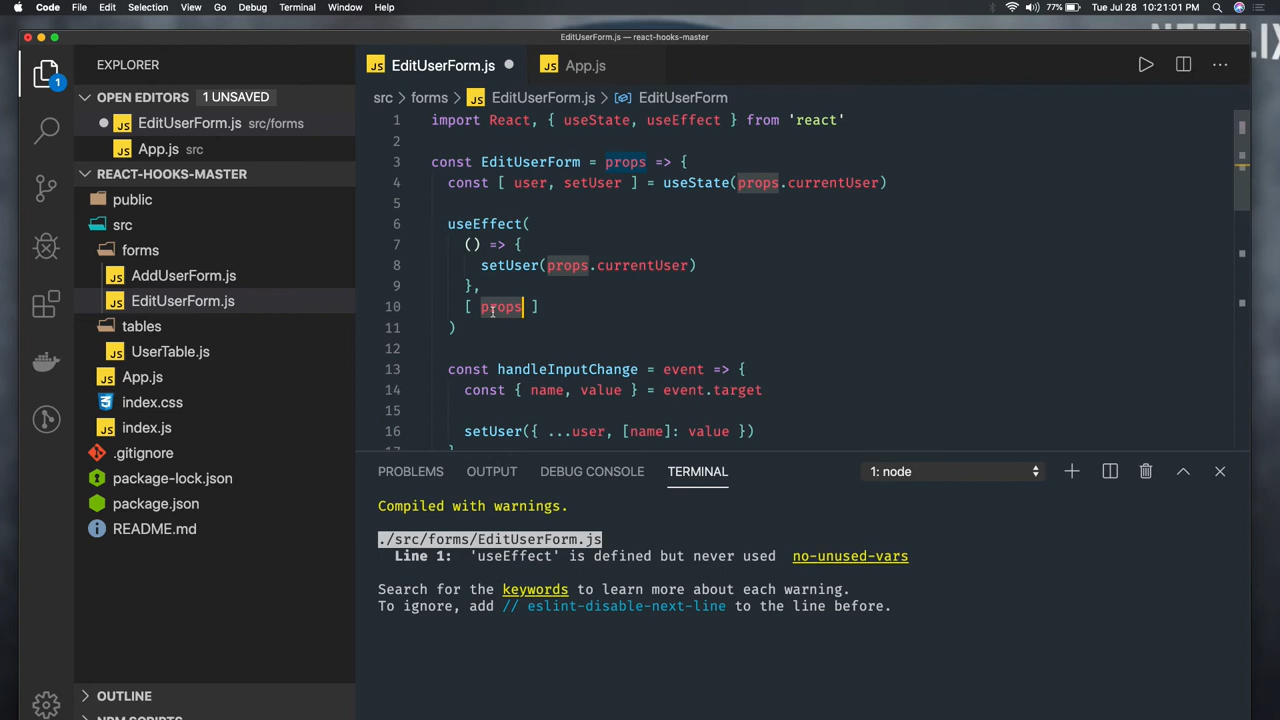 Code File Edit Selection View Go Debug Terminal Window Help 77% Tue Jul 28 10:21:01 PM
EditUserForm.js — react-hooks-master
EXPLORER
OPEN EDITORS 1 UNSAVED
JS EditUserForm.js src/forms
JS App.js src
REACT-HOOKS-MASTER
public
src
forms
JS AddUserForm.js
JS EditUserForm.js
tables
JS UserTable.js
JS App.js
index.css
JS index.js
.gitignore
package-lock.json
package.json
README.md
OUTLINE
NPM SCRIPTS
1
JS EditUserForm.js
JS App.js
src forms JS EditUserForm.js EditUserForm
1 import React, { useState, useEffect } from 'react'
2
3 const EditUserForm = props => {
4 const [ user, setUser ] = useState(props.currentUser)
5
6 useEffect(
7 () => {
8 setUser(props.currentUser)
9 },
10 [ props ]
11 )
12
13 const handleInputChange = event => {
14 const { name, value } = event.target
15
16 setUser({ ...user, [name]: value })
17 }
PROBLEMS OUTPUT DEBUG CONSOLE TERMINAL 1: node
Compiled with warnings.
./src/forms/EditUserForm.js
Line 1: 'useEffect' is defined but never used no-unused-vars
Search for the keywords to learn more about each warning.
To ignore, add // eslint-disable-next-line to the line before.